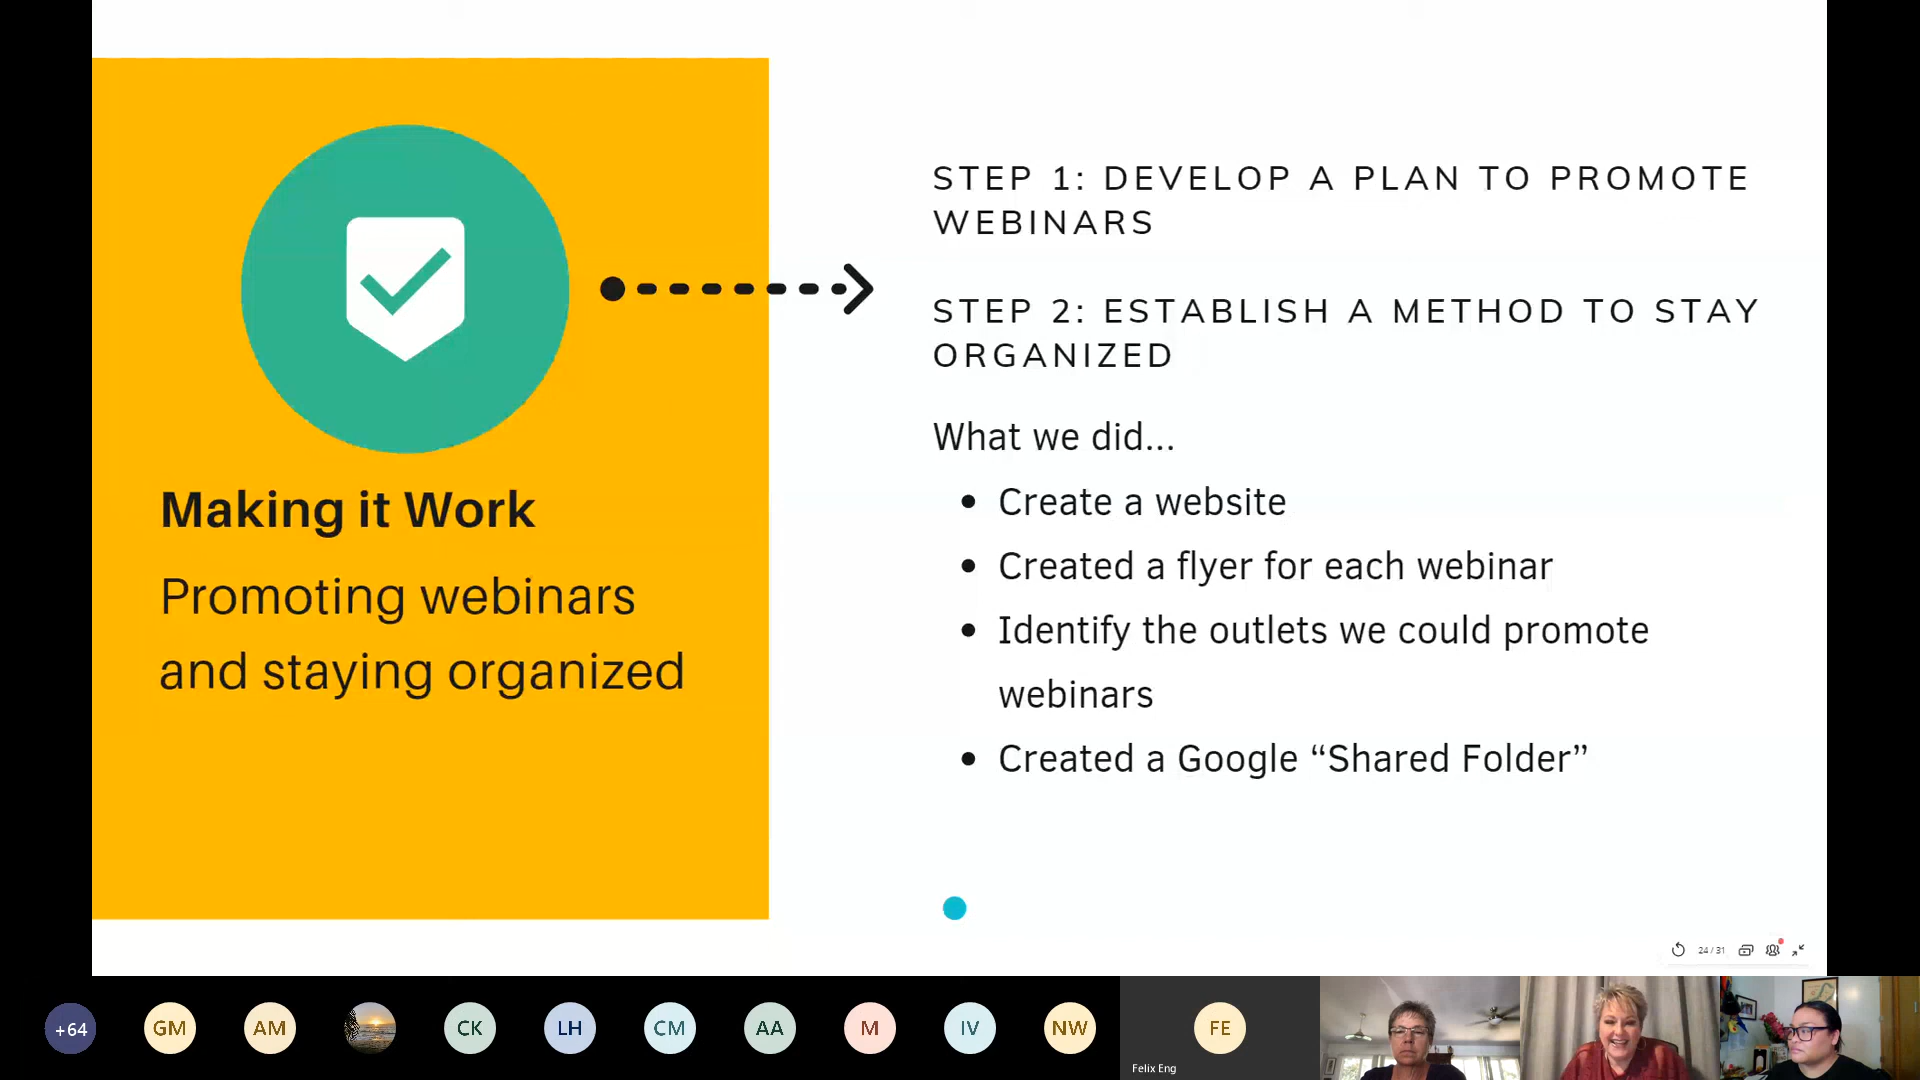 STEP 1: DEVELOP A PLAN TO PROMOTE
WEBINARS
STEP 2: ESTABLISH A METHOD TO STAY
ORGANIZED
What we did...
• Create a website
• Created a flyer for each webinar
• Identify the outlets we could promote
webinars
• Created a Google “Shared Folder”
Making it Work
Promoting webinars
and staying organized
24 / 31
+64
GM
AM
CK
LH
CM
AA
M
IV
NW
FE
Felix Eng